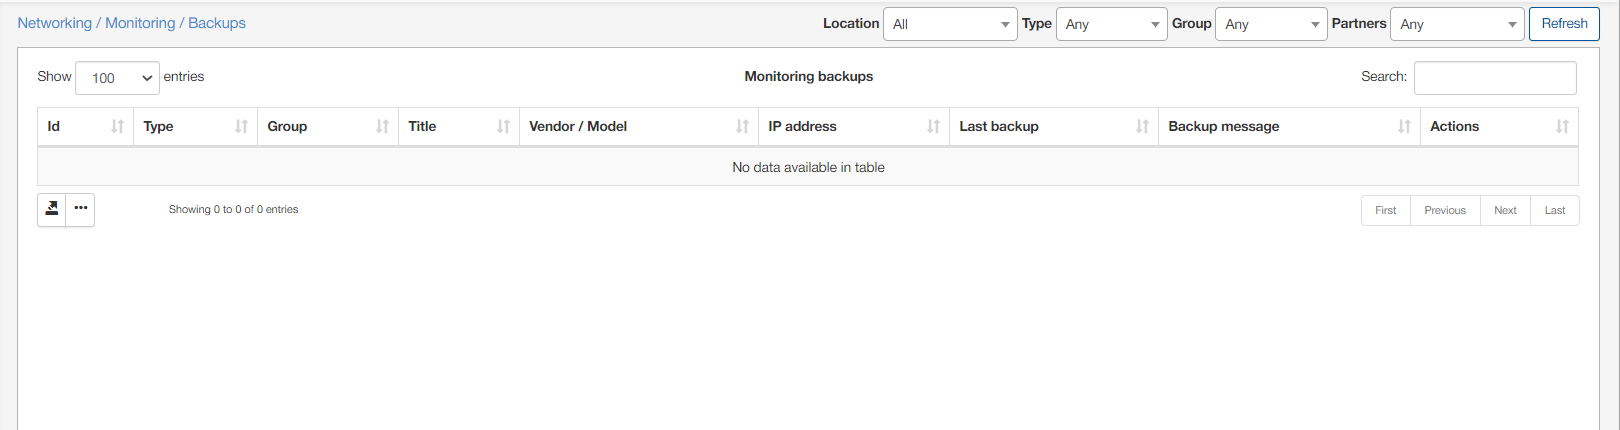 Networking / Monitoring / Backups Location All Type Any Group Any Partners Any Refresh
Show 100 entries Monitoring backups Search:
Id Type Group Title Vendor / Model IP address Last backup Backup message Actions
No data available in table
Showing 0 to 0 of 0 entries First Previous Next Last